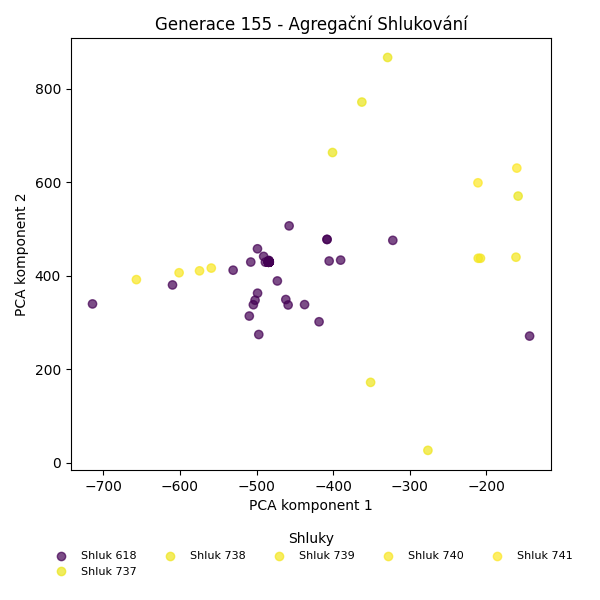 Generace 155 - Agregační Shlukování
PCA komponent 2
800
600
400
200
0
−700 −600 −500 −400 −300 −200
PCA komponent 1
Shluky
Shluk 618 Shluk 738 Shluk 739 Shluk 740 Shluk 741
Shluk 737